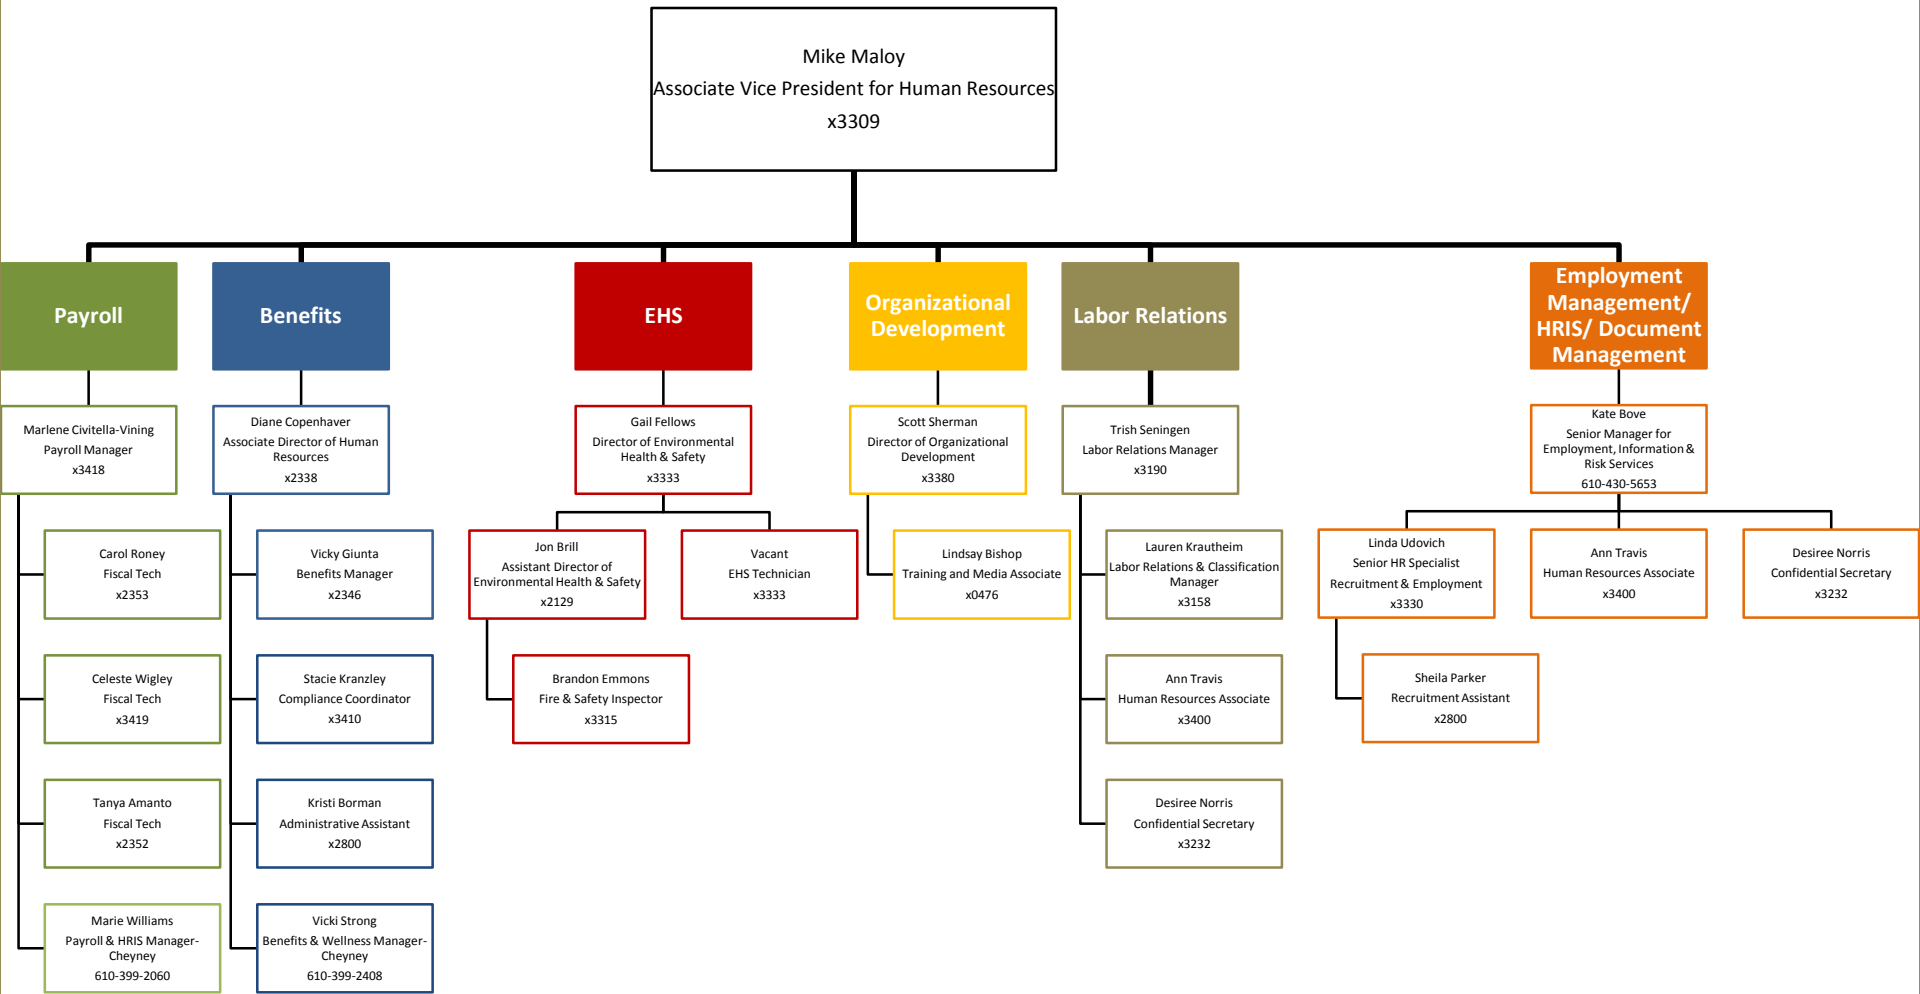 Mike Maloy
Associate Vice President for Human Resources
x3309
Payroll
Benefits
EHS
Organizational
Development
Labor Relations
Employment
Management/
HRIS/ Document
Management
Marlene Civitella-Vining
Payroll Manager
x3418
Diane Copenhaver
Associate Director of Human
Resources
x2338
Gail Fellows
Director of Environmental
Health & Safety
x3333
Scott Sherman
Director of Organizational
Development
x3380
Trish Seningen
Labor Relations Manager
x3190
Kate Bove
Senior Manager for
Employment, Information &
Risk Services
610-430-5653
Carol Roney
Fiscal Tech
x2353
Vicky Giunta
Benefits Manager
x2346
Jon Brill
Assistant Director of
Environmental Health & Safety
x2129
Vacant
EHS Technician
x3333
Lindsay Bishop
Training and Media Associate
x0476
Lauren Krautheim
Labor Relations & Classification
Manager
x3158
Linda Udovich
Senior HR Specialist
Recruitment & Employment
x3330
Ann Travis
Human Resources Associate
x3400
Desiree Norris
Confidential Secretary
x3232
Celeste Wigley
Fiscal Tech
x3419
Stacie Kranzley
Compliance Coordinator
x3410
Brandon Emmons
Fire & Safety Inspector
x3315
Ann Travis
Human Resources Associate
x3400
Sheila Parker
Recruitment Assistant
x2800
Tanya Amanto
Fiscal Tech
x2352
Kristi Borman
Administrative Assistant
x2800
Desiree Norris
Confidential Secretary
x3232
Marie Williams
Payroll & HRIS Manager-
Cheyney
610-399-2060
Vicki Strong
Benefits & Wellness Manager-
Cheyney
610-399-2408